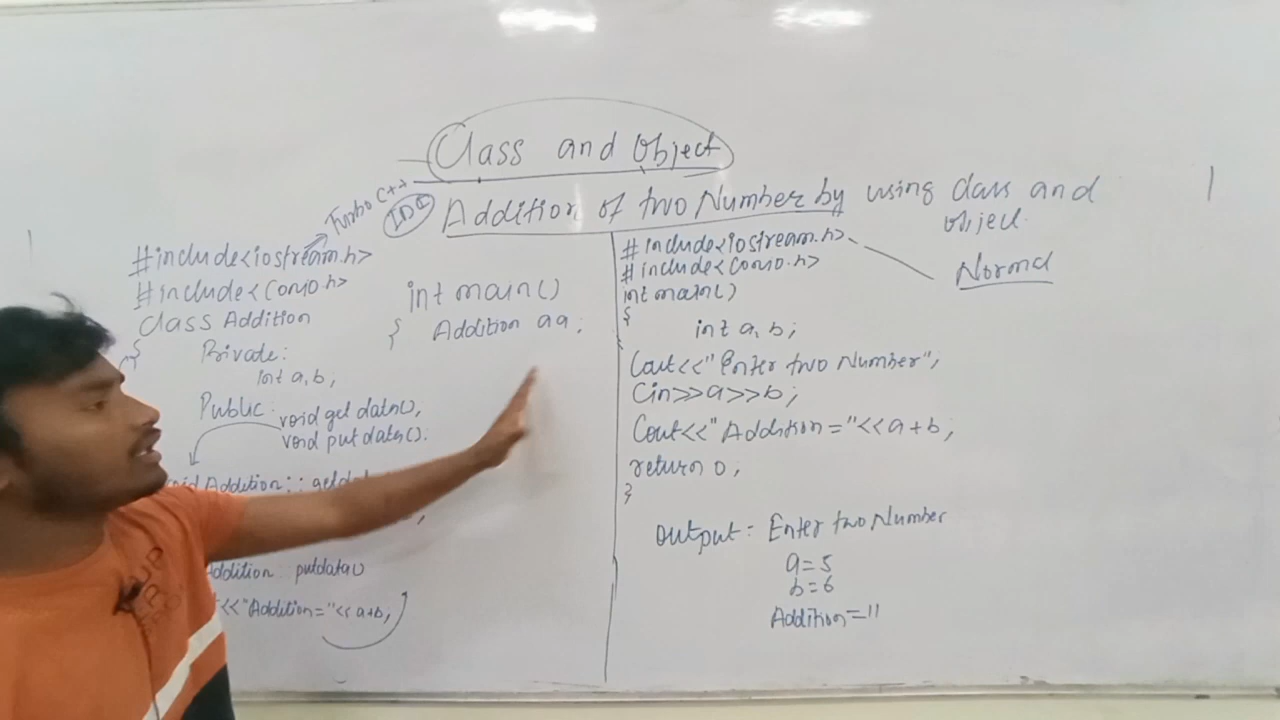 Class and Object
Turbo C++
IDE
Addition of two Number by using class and
object.
#include<iostream.h>
#include<conio.h>
Class Addition
{
Private:
int a, b;
Public:
void getdata(),
void putdata().
Addition :: getda
Addition : putdata()
<<"Addition="<<a+b,
int main()
{ Addition aa;
#include<iostream.h>
#include<conio.h>
Normal
int main()
{
int a, b;
Cout<<"Enter two Number";
Cin>>a>>b;
Cout<<"Addition="<<a+b;
return 0;
}
Output: Enter two Number
a=5
b=6
Addition=11